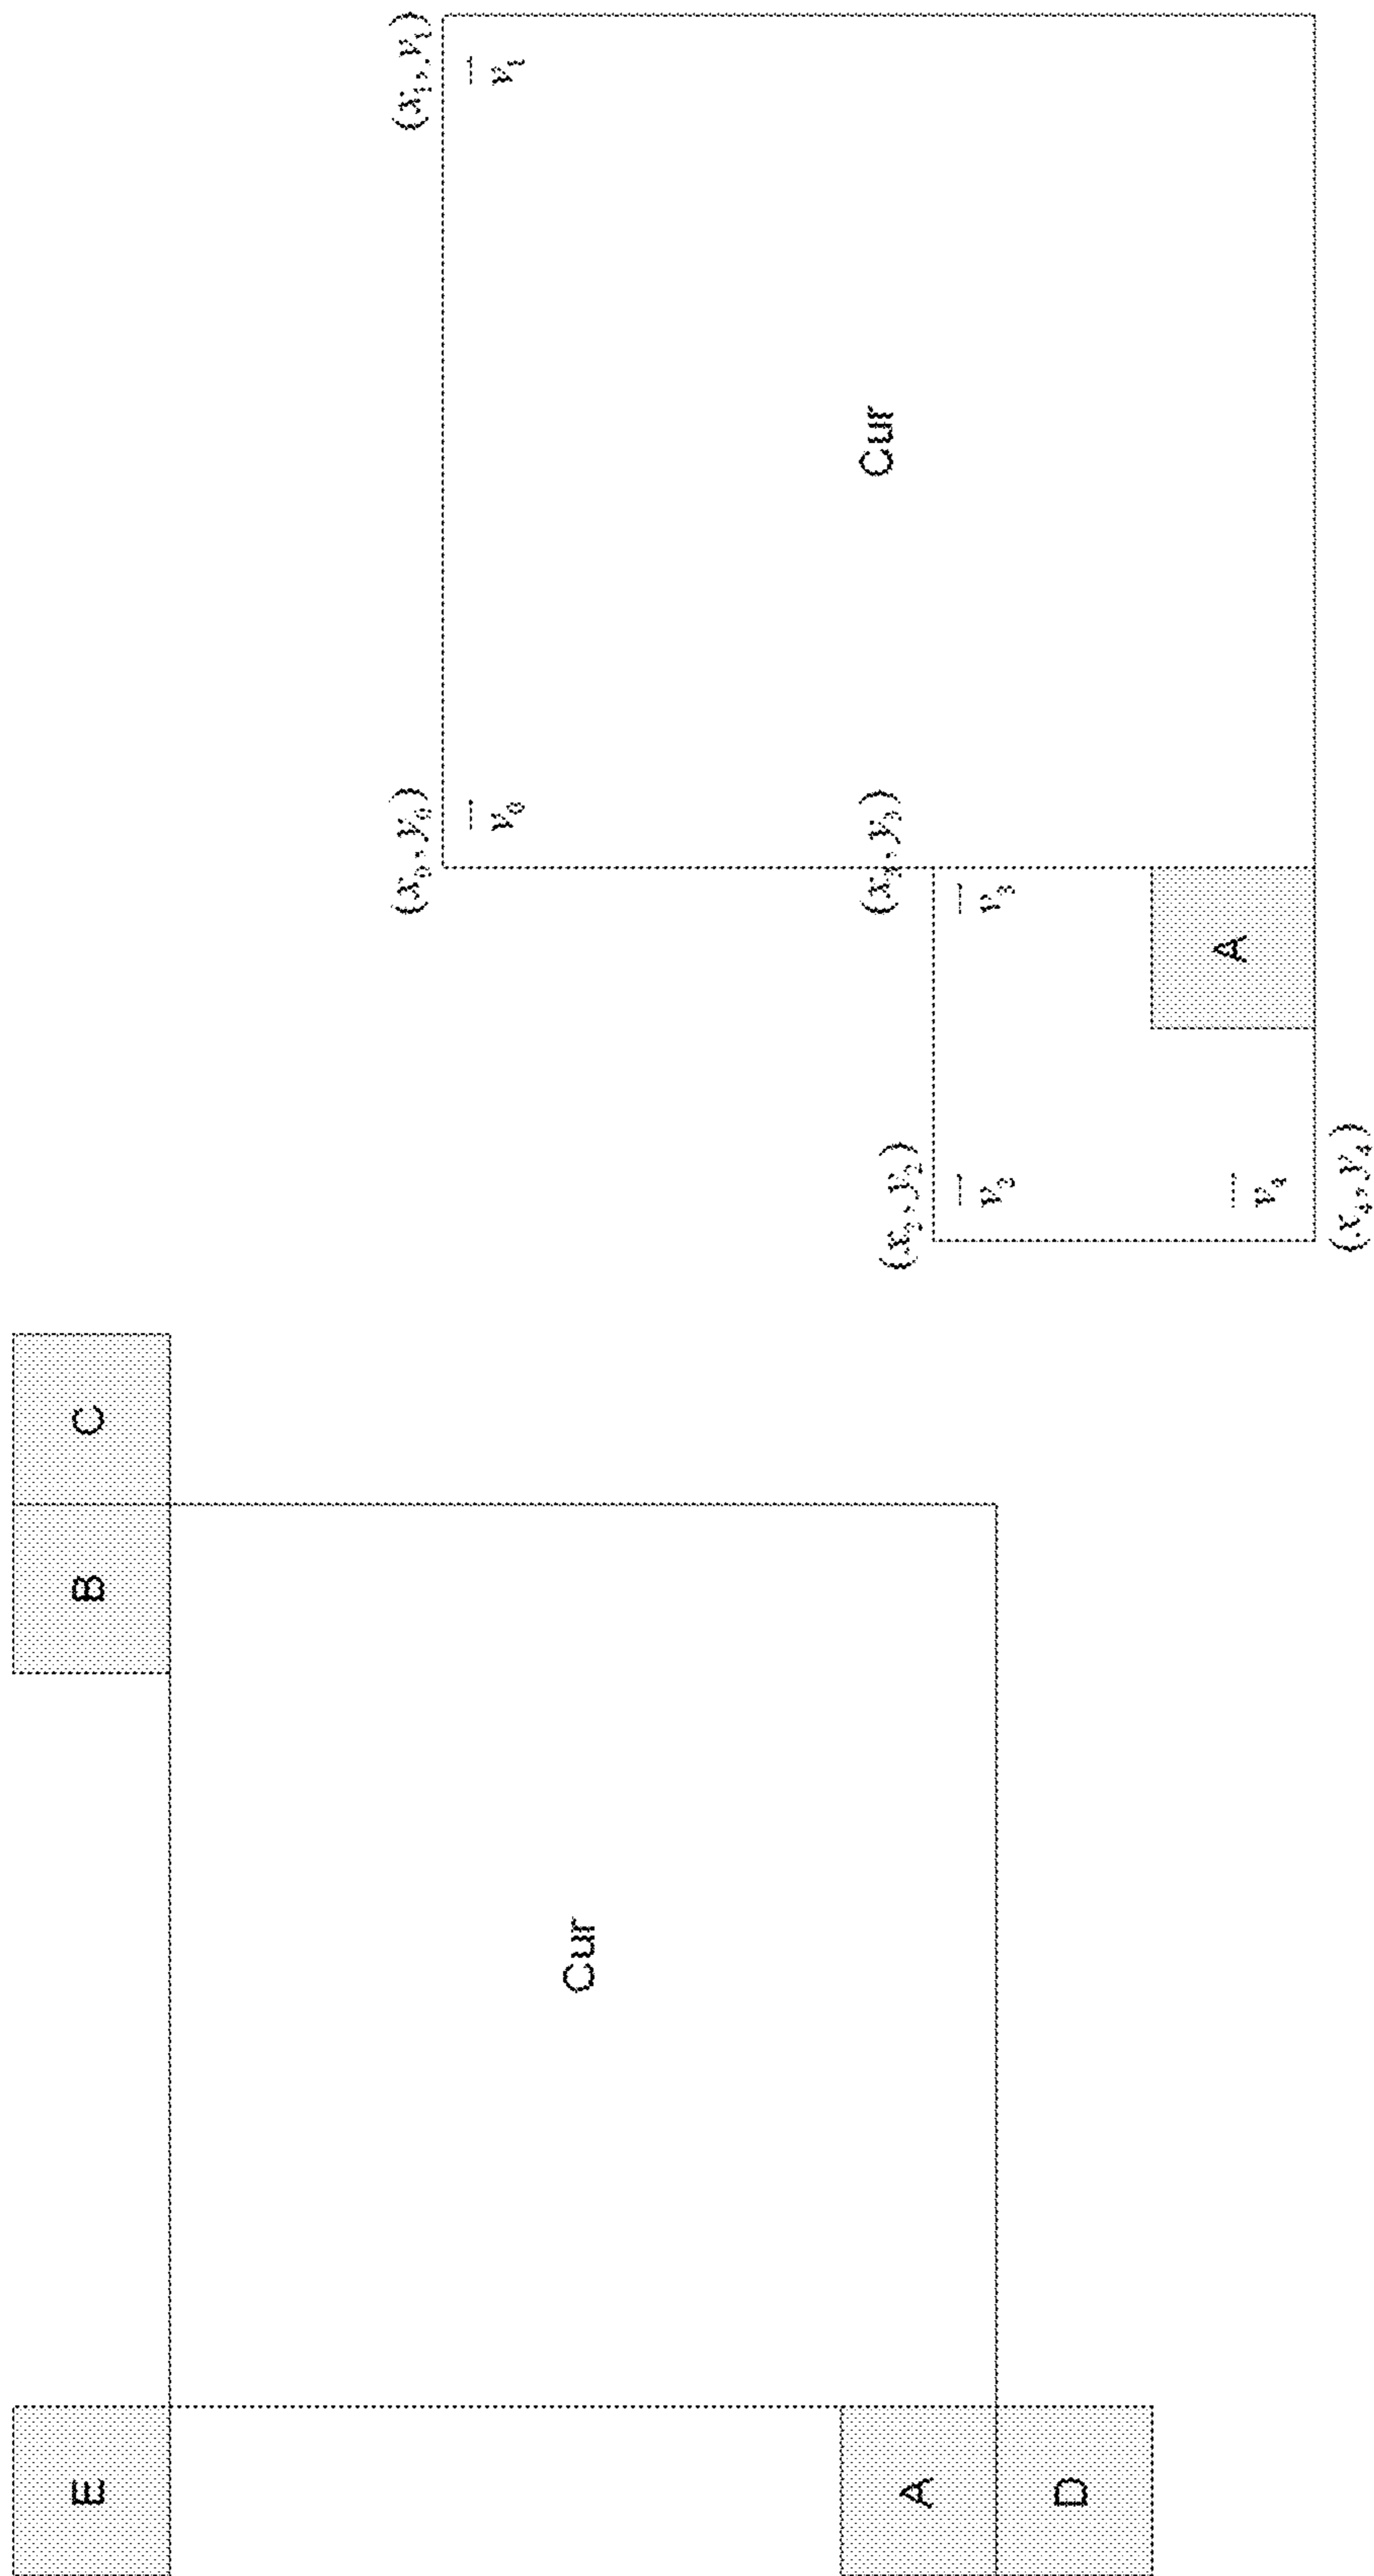 E B C
Cur
A
D
(x₀, y₀) (x₁, y₁)
v₀ v₁
Cur
(x₂, y₂) (x₃, y₃)
v₂ v₃
A
v₄
(x₄, y₄)